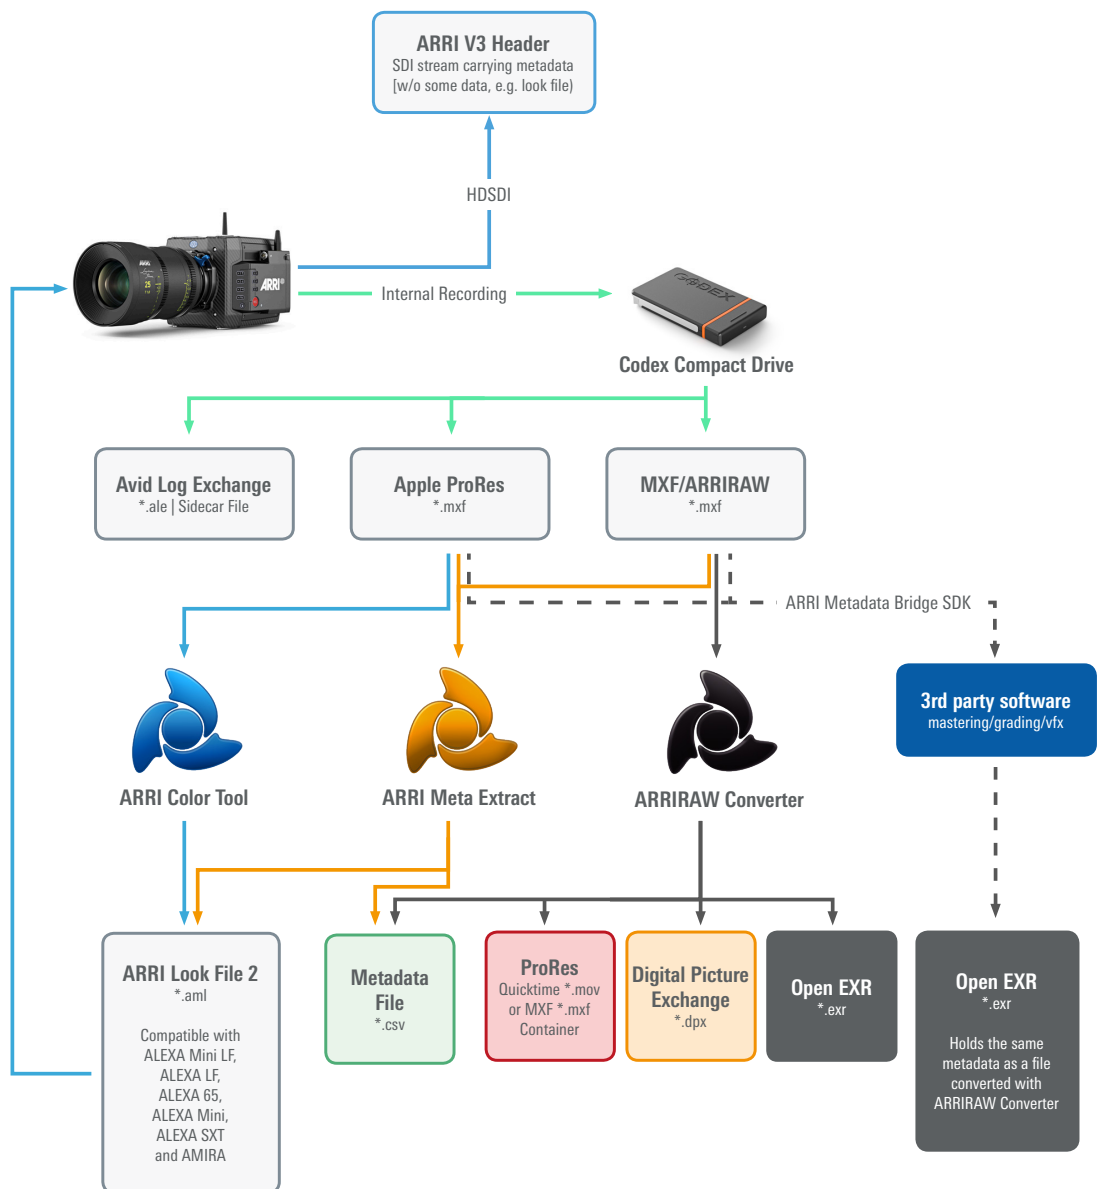 ARRI V3 Header
SDI stream carrying metadata
[w/o some data, e.g. look file)
HDSDI
ARRI
25
Internal Recording
CODEX
Codex Compact Drive
Avid Log Exchange
*.ale | Sidecar File
Apple ProRes
*.mxf
MXF/ARRIRAW
*.mxf
ARRI Metadata Bridge SDK
3rd party software
mastering/grading/vfx
ARRI Color Tool
ARRI Meta Extract
ARRIRAW Converter
ARRI Look File 2
*.aml
Compatible with
ALEXA Mini LF,
ALEXA LF,
ALEXA 65,
ALEXA Mini,
ALEXA SXT
and AMIRA
Metadata
File
*.csv
ProRes
Quicktime *.mov
or MXF *.mxf
Container
Digital Picture
Exchange
*.dpx
Open EXR
*.exr
Open EXR
*.exr
Holds the same
metadata as a file
converted with
ARRIRAW Converter